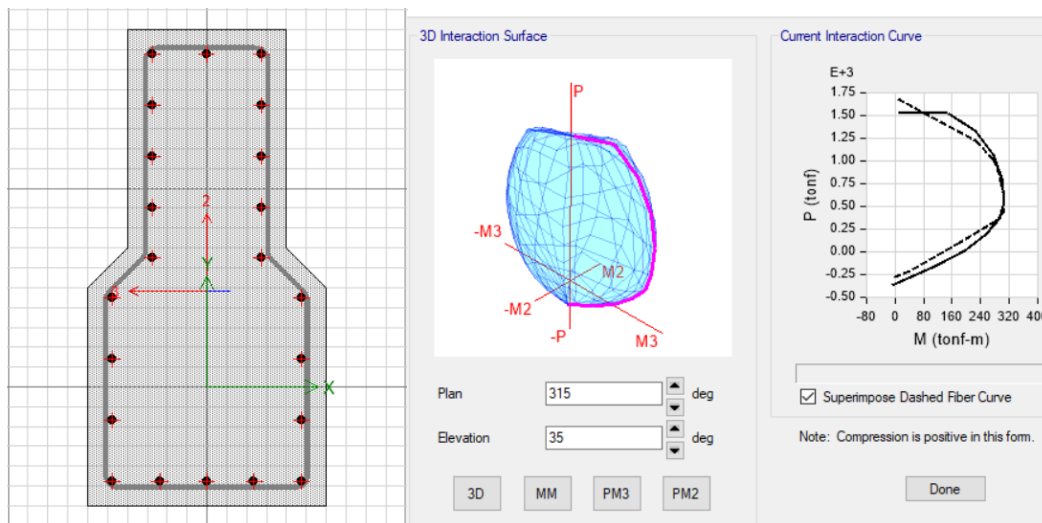 2
Y
3
X
3D Interaction Surface
P
-M3
M2
-M2
-P
M3
Plan
315
deg
Elevation
35
deg
3D
MM
PM3
PM2
Current Interaction Curve
E+3
1.75
1.50
1.25
1.00
0.75
0.50
0.25
0.00
-0.25
-0.50
P (tonf)
-80 0 80 160 240 320 400
M (tonf-m)
Superimpose Dashed Fiber Curve
Note: Compression is positive in this form.
Done